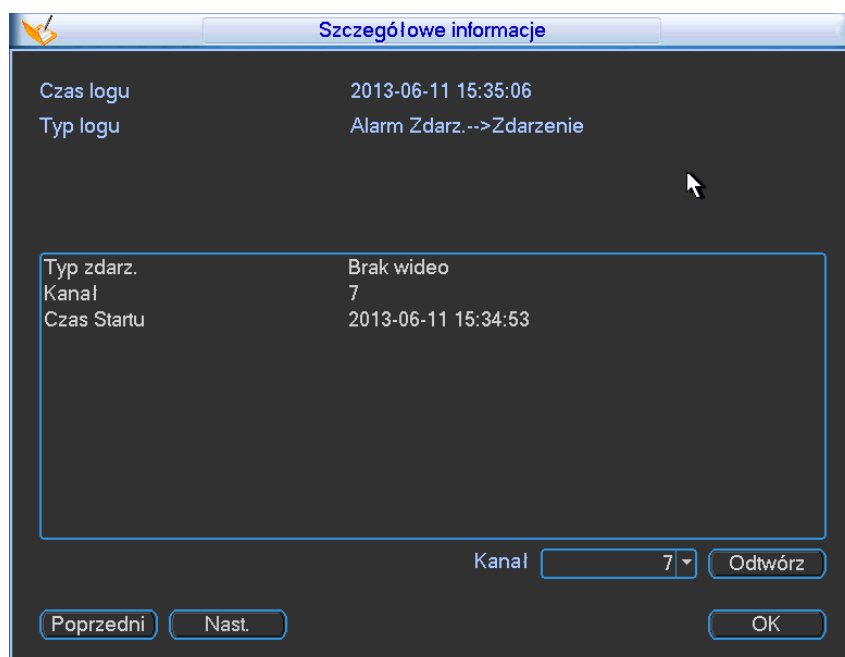 Szczegółowe informacje
Czas logu 2013-06-11 15:35:06
Typ logu Alarm Zdarz.-->Zdarzenie
Typ zdarz. Brak wideo
Kanał 7
Czas Startu 2013-06-11 15:34:53
Kanał 7 Odtwórz
Poprzedni Nast. OK